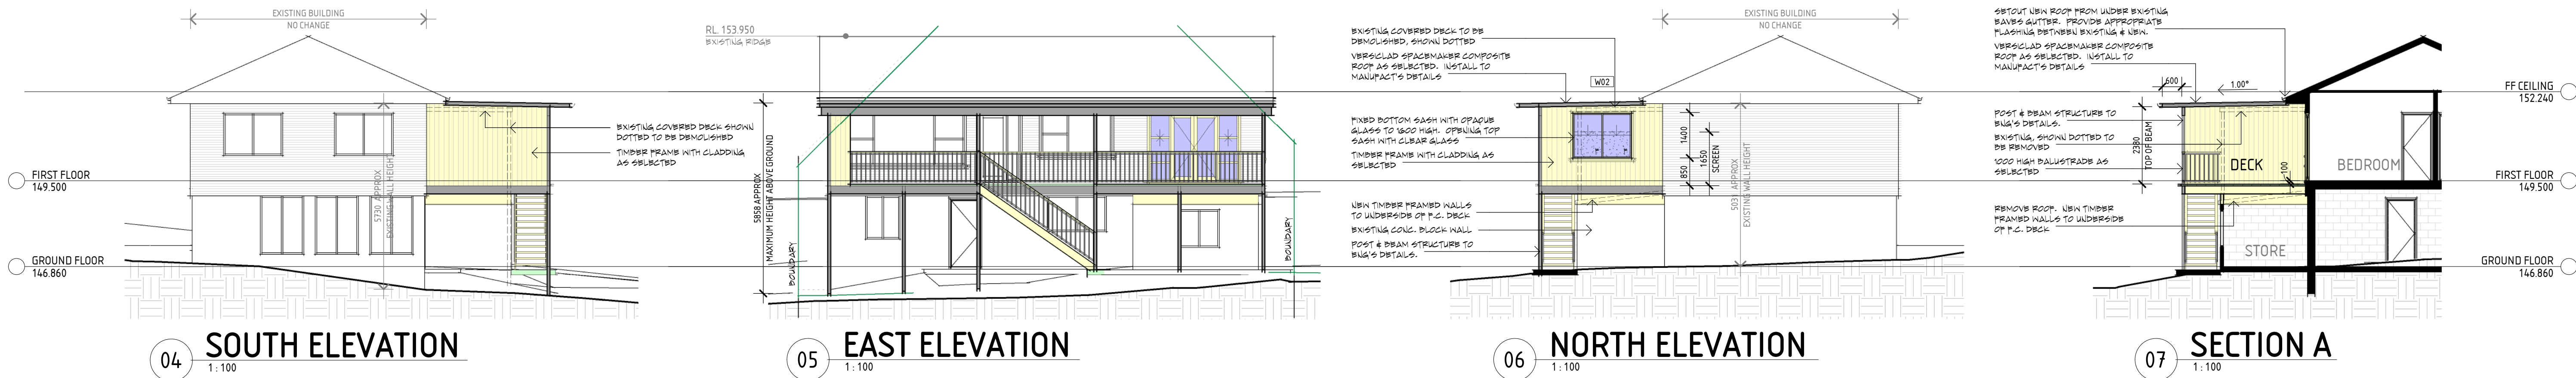 EXISTING BUILDING
NO CHANGE
EXISTING COVERED DECK SHOWN
DOTTED TO BE DEMOLISHED
TIMBER FRAME WITH CLADDING
AS SELECTED
5730 APPROX
EXISTING WALL HEIGHT
FIRST FLOOR
149.500
GROUND FLOOR
146.860
04
SOUTH ELEVATION
1 : 100
RL. 153.950
EXISTING RIDGE
5858 APPROX
MAXIMUM HEIGHT ABOVE GROUND
BOUNDARY
BOUNDARY
05
EAST ELEVATION
1 : 100
EXISTING BUILDING
NO CHANGE
EXISTING COVERED DECK TO BE
DEMOLISHED, SHOWN DOTTED
VERSICLAD SPACEMAKER COMPOSITE
ROOF AS SELECTED. INSTALL TO
MANUFACT'S DETAILS
W02
FIXED BOTTOM SASH WITH OPAQUE
GLASS TO 1600 HIGH. OPENING TOP
SASH WITH CLEAR GLASS
TIMBER FRAME WITH CLADDING AS
SELECTED
1400
850
1650
SCREEN
5031 APPROX
EXISTING WALL HEIGHT
NEW TIMBER FRAMED WALLS
TO UNDERSIDE OF F.C. DECK
EXISTING CONC. BLOCK WALL
POST & BEAM STRUCTURE TO
ENG'S DETAILS.
06
NORTH ELEVATION
1 : 100
SETOUT NEW ROOF FROM UNDER EXISTING
EAVES GUTTER. PROVIDE APPROPRIATE
FLASHING BETWEEN EXISTING & NEW.
VERSICLAD SPACEMAKER COMPOSITE
ROOF AS SELECTED. INSTALL TO
MANUFACT'S DETAILS
600
1.00°
POST & BEAM STRUCTURE TO
ENG'S DETAILS.
EXISTING, SHOWN DOTTED TO
BE REMOVED
1000 HIGH BALUSTRADE AS
SELECTED
2380
TOP OF BEAM
DECK
100
BEDROOM
REMOVE ROOF. NEW TIMBER
FRAMED WALLS TO UNDERSIDE
OF F.C. DECK
STORE
FF CEILING
152.240
FIRST FLOOR
149.500
GROUND FLOOR
146.860
07
SECTION A
1 : 100